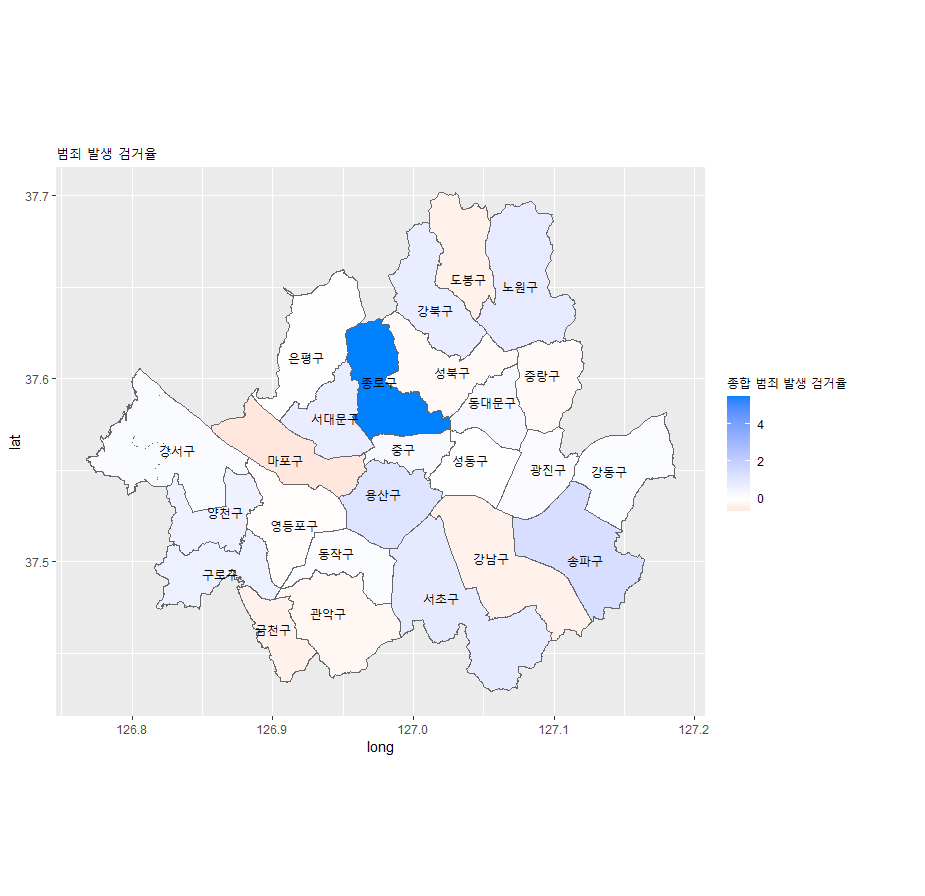 범죄 발생 검거율
37.7
37.6
37.5
lat
도봉구
노원구
강북구
은평구
종로구
성북구
중랑구
동대문구
서대문구
강서구
마포구
중구
성동구
광진구
강동구
용산구
양천구
영등포구
동작구
강남구
송파구
구로구
서초구
관악구
금천구
126.8
126.9
127.0
127.1
127.2
long
종합 범죄 발생 검거율
4
2
0